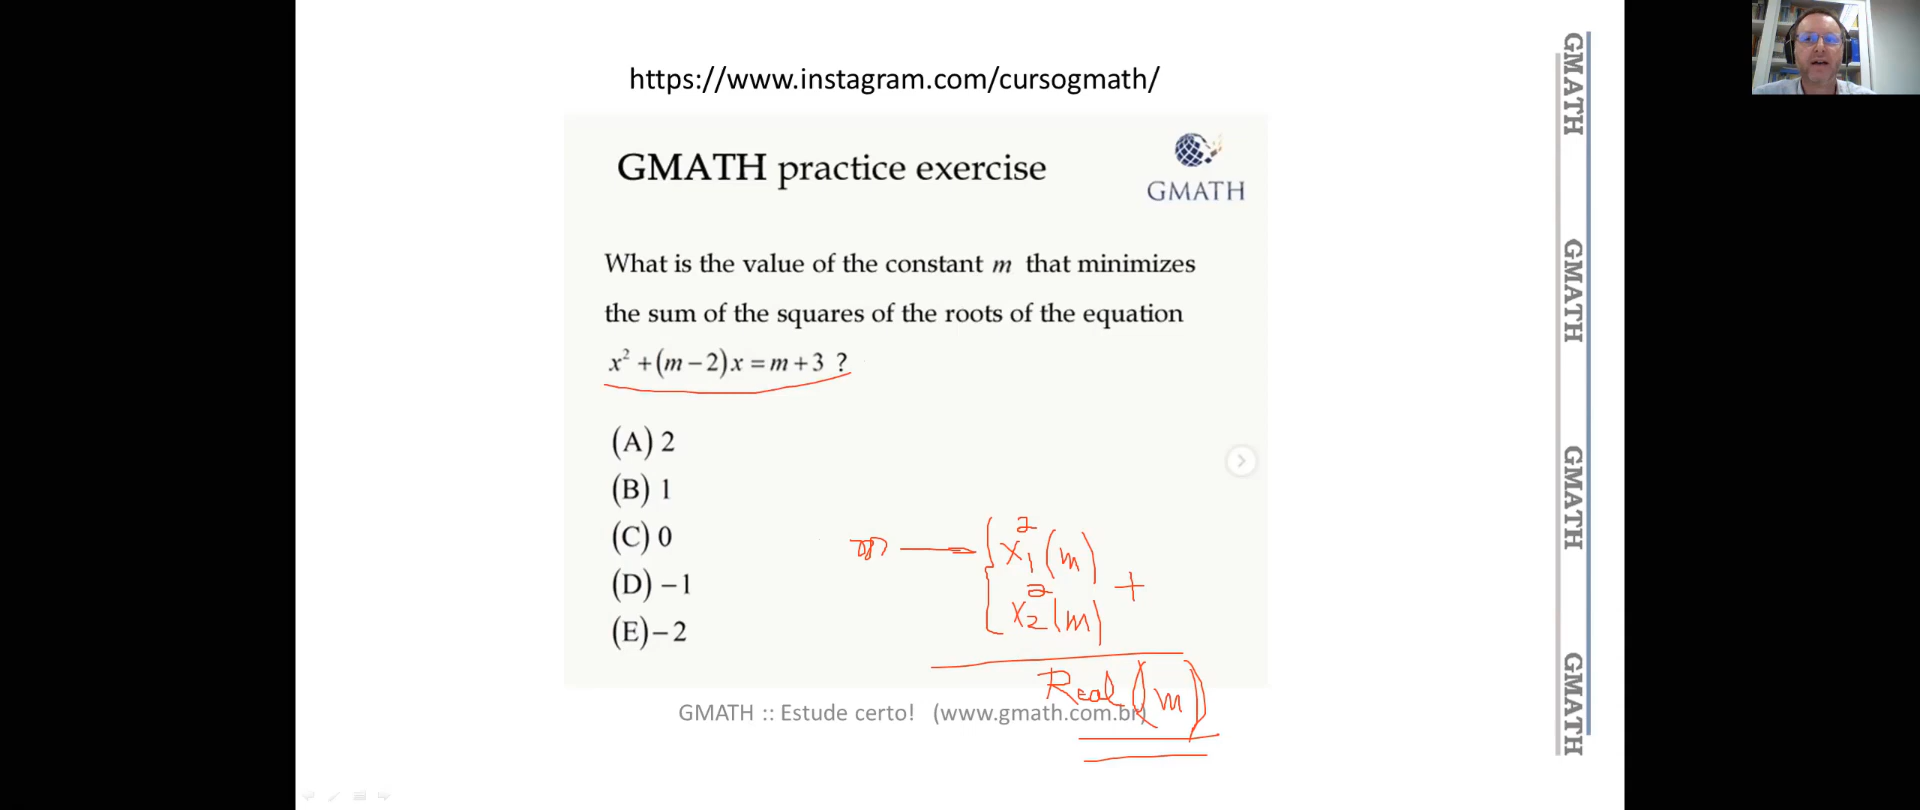 https://www.instagram.com/cursogmath/
GMATH practice exercise
GMATH
What is the value of the constant m that minimizes
the sum of the squares of the roots of the equation
x² + (m − 2)x = m + 3 ?
(A) 2
(B) 1
(C) 0
(D) −1
(E) −2
m
x₁²(m)
x₂²(m) +
Real(m)
GMATH :: Estude certo! (www.gmath.com.br)
GMATH
GMATH
GMATH
GMATH